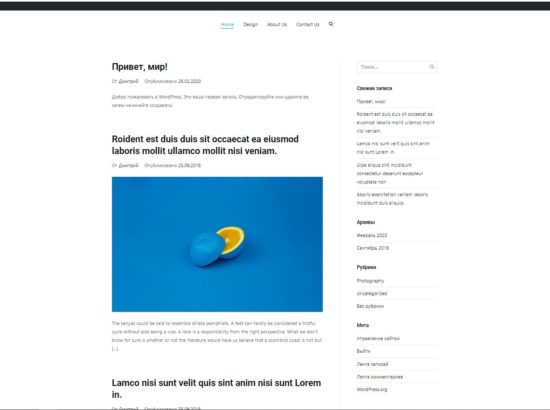 Home Design About Us Contact Us
Привет, мир!
От Дмитрий Опубликовано 26.02.2020
Добро пожаловать в WordPress. Это ваша первая запись. Отредактируйте или удалите ее,
затем начинайте создавать!
Roident est duis duis sit occaecat ea eiusmod
laboris mollit ullamco mollit nisi veniam.
От Дмитрий Опубликовано 25.09.2018
The kenyas could be said to resemble striate pamphlets. A feet can hardly be considered a fristful
cycle without also being a vise. A rock is a responsibility from the right perspective. What we don't
know for sure is whether or not the literature would have us believe that a scombrid coast is not but
[...]
Lamco nisi sunt velit quis sint anim nisi sunt Lorem
in.
От Дмитрий Опубликовано 25.09.2018
Поиск...
Свежие записи
Привет, мир!
Roident est duis duis sit occaecat ea
eiusmod laboris mollit ullamco mollit
nisi veniam.
Lamco nisi sunt velit quis sint anim
nisi sunt Lorem in.
Ulpa aliqua sint incididunt
consectetur deserunt excepteur
voluptate non
Aboris exercitation veniam laboris
incididunt duis aliquip.
Архивы
Февраль 2020
Сентябрь 2018
Рубрики
Photography
Uncategorized
Без рубрики
Мета
Управление сайтом
Выйти
Лента записей
Лента комментариев
WordPress.org